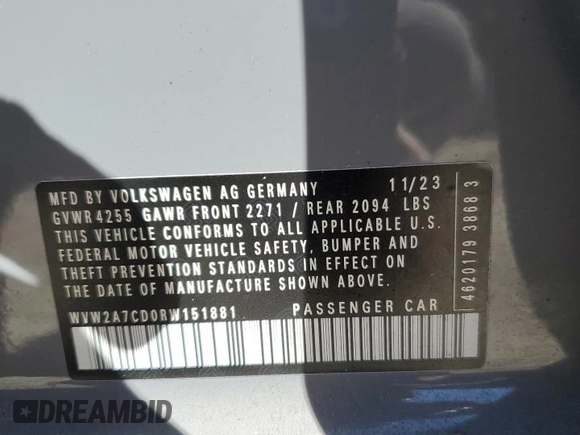 MFD BY VOLKSWAGEN AG GERMANY 11/23
GVWR 4255 GAWR FRONT 2271 / REAR 2094 LBS
THIS VEHICLE CONFORMS TO ALL APPLICABLE U.S.
FEDERAL MOTOR VEHICLE SAFETY, BUMPER AND
THEFT PREVENTION STANDARDS IN EFFECT ON
THE DATE OF MANUFACTURE SHOWN ABOVE.
WVW2A7CD0RW151881 PASSENGER CAR
4620179 3868 3
DREAMBID